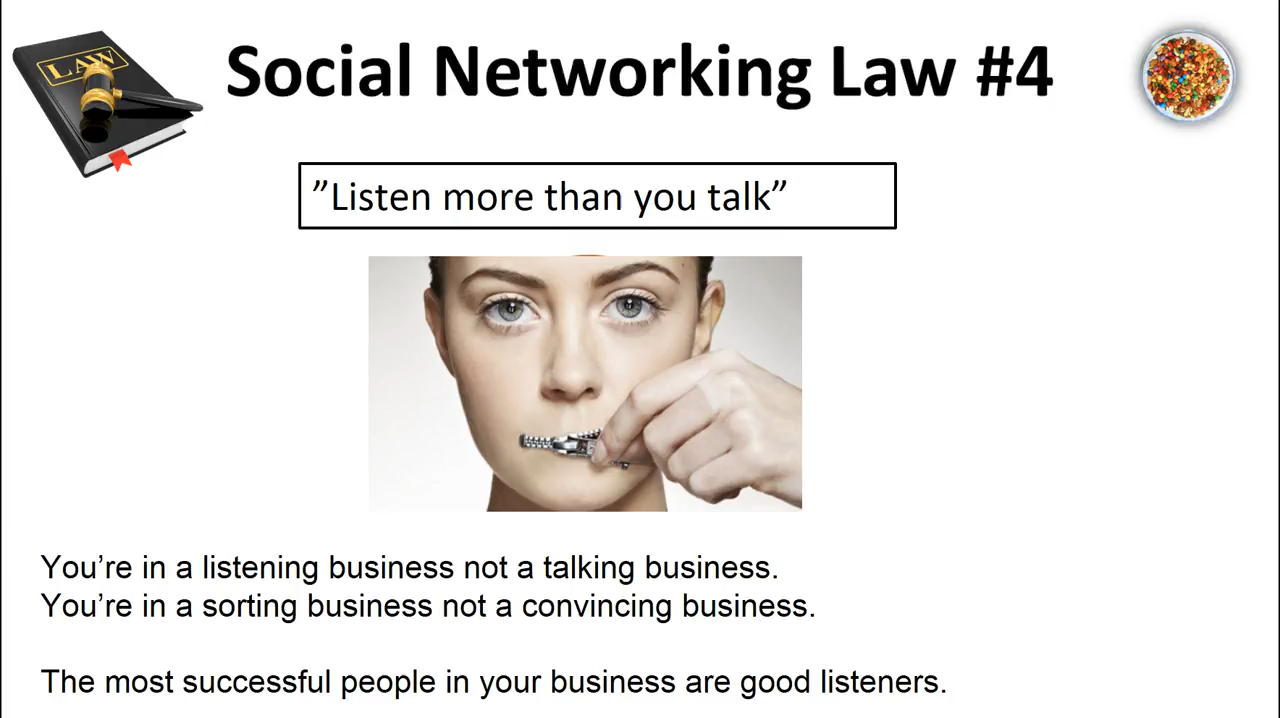 LAW
Social Networking Law #4
”Listen more than you talk”
You’re in a listening business not a talking business.
You’re in a sorting business not a convincing business.
The most successful people in your business are good listeners.